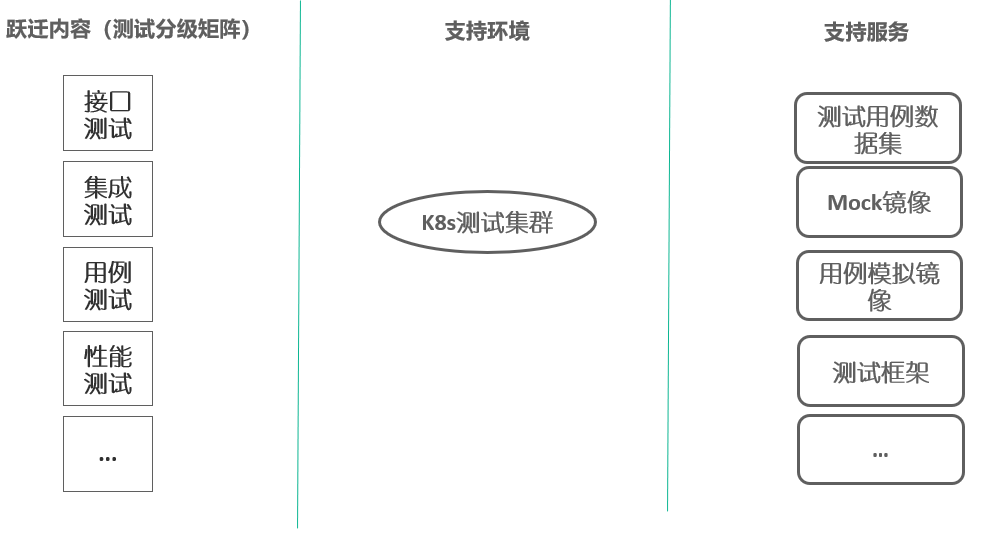 跃迁内容（测试分级矩阵）
接口
测试
集成
测试
用例
测试
性能
测试
...
支持环境
K8s测试集群
支持服务
测试用例数
据集
Mock镜像
用例模拟镜
像
测试框架
...